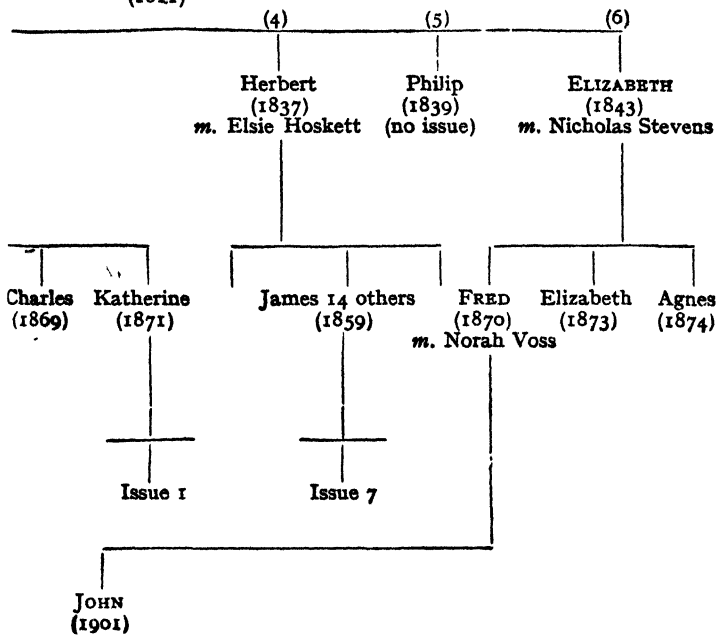 (4) (5) (6)
Herbert Philip ELIZABETH
(1837) (1839) (1843)
m. Elsie Hoskett (no issue) m. Nicholas Stevens
Charles Katherine James 14 others FRED Elizabeth Agnes
(1869) (1871) (1859) (1870) (1873) (1874)
m. Norah Voss
Issue 1 Issue 7
JOHN
(1901)